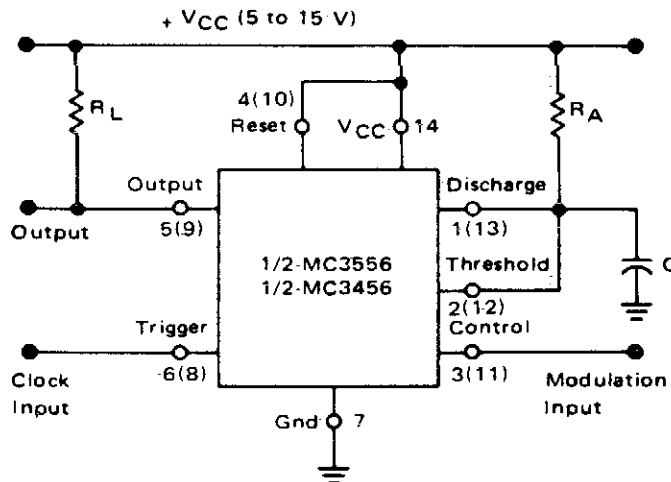 + VCC (5 to 15 V)
RL
4(10)
Reset
VCC
14
RA
Output
5(9)
Output
Discharge
1(13)
1/2-MC3556
1/2-MC3456
Threshold
2(12)
C
Trigger
6(8)
Control
3(11)
Clock
Input
Modulation
Input
Gnd
7